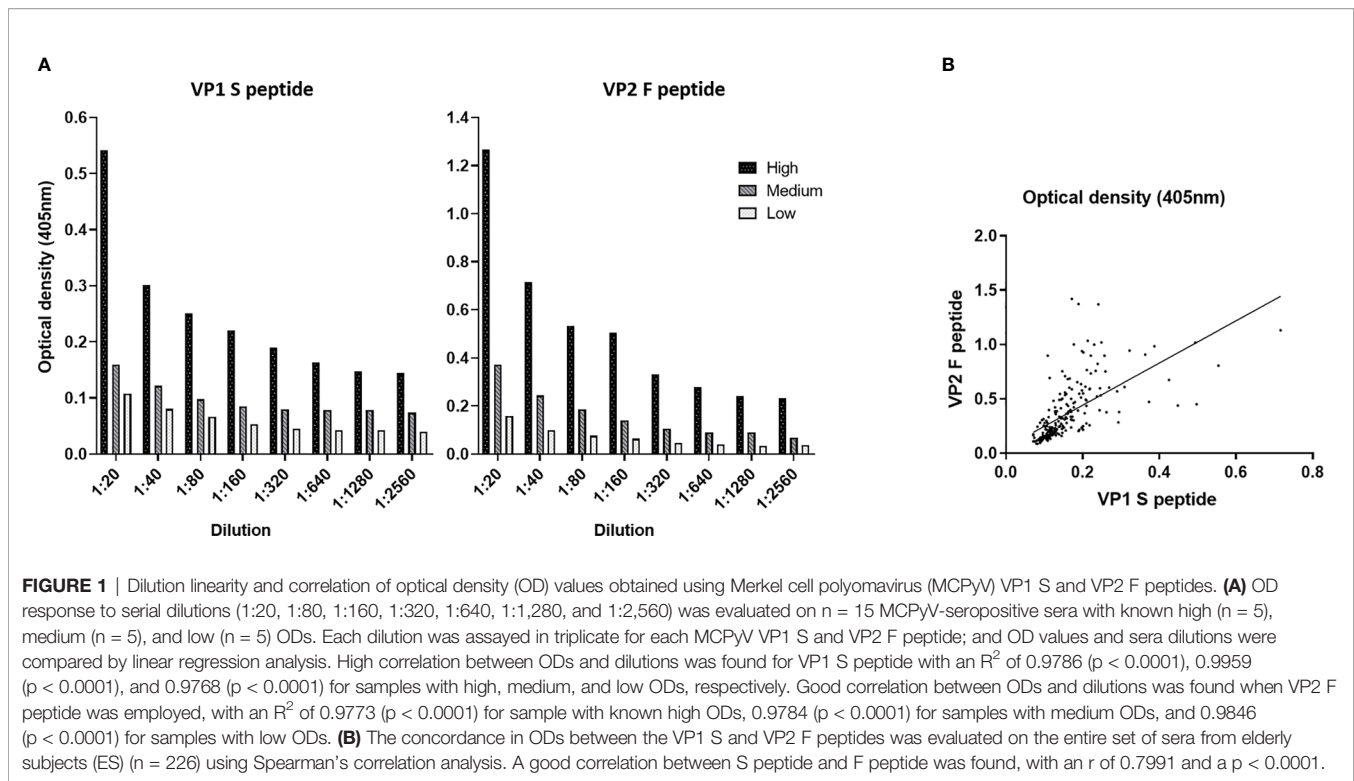 A
VP1 S peptide
Optical density (405nm)
0.6
0.5
0.4
0.3
0.2
0.1
0.0
1:20
1:40
1:80
1:160
1:320
1:640
1:1280
1:2560
Dilution
VP2 F peptide
1.4
1.2
1.0
0.8
0.6
0.4
0.2
0.0
1:20
1:40
1:80
1:160
1:320
1:640
1:1280
1:2560
Dilution
High
Medium
Low
B
Optical density (405nm)
VP2 F peptide
2.0
1.5
1.0
0.5
0.0
0.0 0.2 0.4 0.6 0.8
VP1 S peptide
FIGURE 1 | Dilution linearity and correlation of optical density (OD) values obtained using Merkel cell polyomavirus (MCPyV) VP1 S and VP2 F peptides. (A) OD
response to serial dilutions (1:20, 1:80, 1:160, 1:320, 1:640, 1:1,280, and 1:2,560) was evaluated on n = 15 MCPyV-seropositive sera with known high (n = 5),
medium (n = 5), and low (n = 5) ODs. Each dilution was assayed in triplicate for each MCPyV VP1 S and VP2 F peptide; and OD values and sera dilutions were
compared by linear regression analysis. High correlation between ODs and dilutions was found for VP1 S peptide with an R² of 0.9786 (p < 0.0001), 0.9959
(p < 0.0001), and 0.9768 (p < 0.0001) for samples with high, medium, and low ODs, respectively. Good correlation between ODs and dilutions was found when VP2 F
peptide was employed, with an R² of 0.9773 (p < 0.0001) for sample with known high ODs, 0.9784 (p < 0.0001) for samples with medium ODs, and 0.9846
(p < 0.0001) for samples with low ODs. (B) The concordance in ODs between the VP1 S and VP2 F peptides was evaluated on the entire set of sera from elderly
subjects (ES) (n = 226) using Spearman's correlation analysis. A good correlation between S peptide and F peptide was found, with an r of 0.7991 and a p < 0.0001.